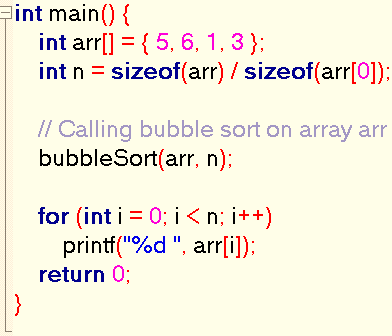 int main() {
int arr[] = { 5, 6, 1, 3 };
int n = sizeof(arr) / sizeof(arr[0]);
// Calling bubble sort on array arr
bubbleSort(arr, n);
for (int i = 0; i < n; i++)
printf("%d ", arr[i]);
return 0;
}